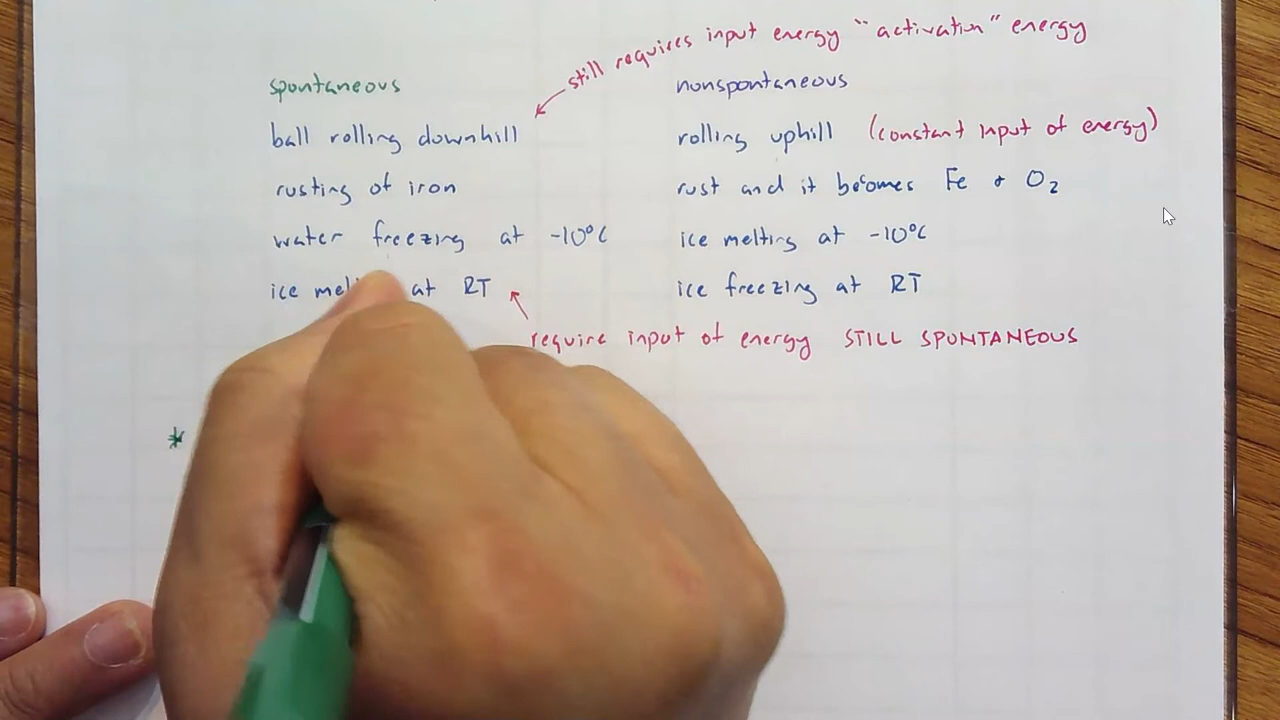 still requires input energy "activation" energy
spontaneous nonspontaneous
ball rolling downhill rolling uphill (constant input of energy)
rusting of iron rust and it becomes Fe & O₂
water freezing at -10°C ice melting at -10°C
ice at RT ice freezing at RT
require input of energy STILL SPONTANEOUS
*